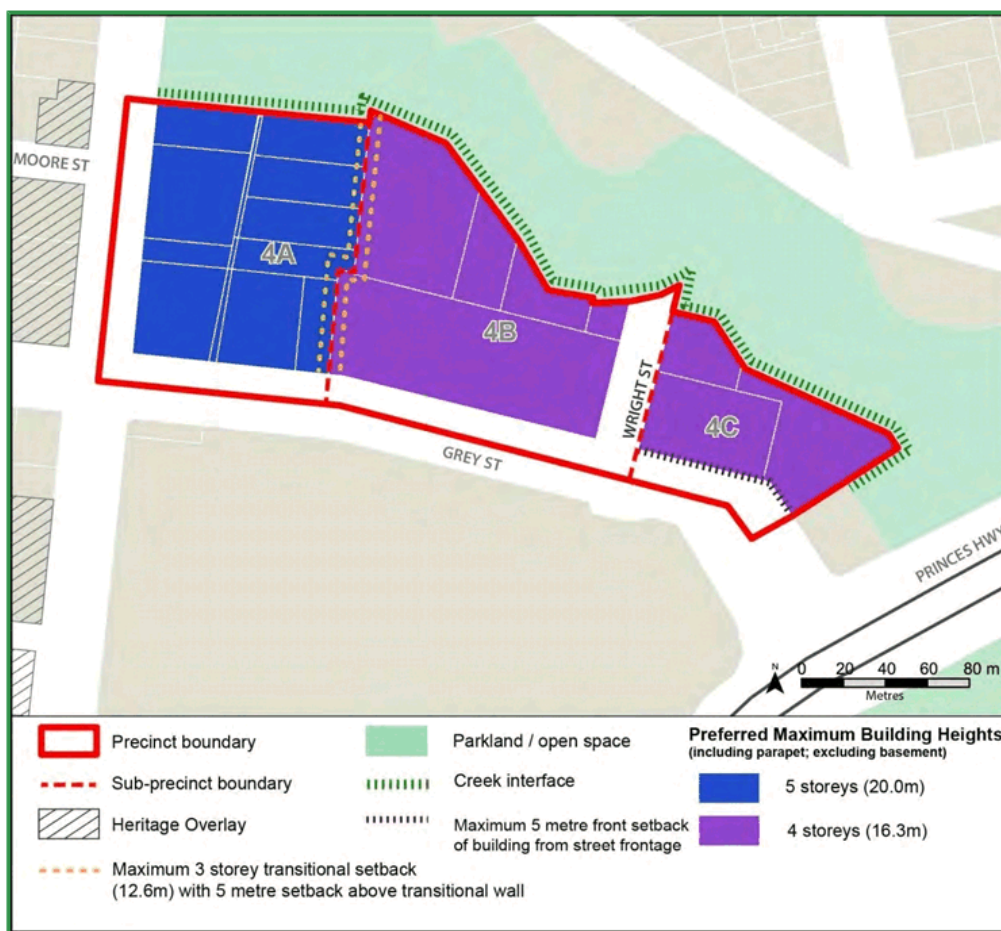 MOORE ST
4A
4B
4C
WRIGHT ST
GREY ST
PRINCES HWY
N
0 20 40 60 80 m
Metres
Precinct boundary
Sub-precinct boundary
Heritage Overlay
Maximum 3 storey transitional setback
(12.6m) with 5 metre setback above transitional wall
Parkland / open space
Creek interface
Maximum 5 metre front setback
of building from street frontage
Preferred Maximum Building Heights
(including parapet; excluding basement)
5 storeys (20.0m)
4 storeys (16.3m)